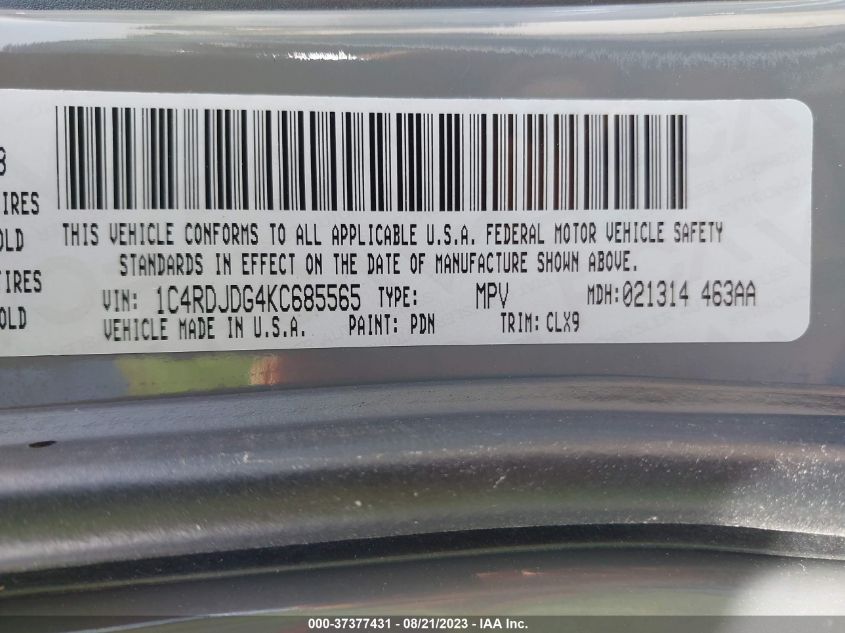 8
IRES
OLD
TIRES
OLD
THIS VEHICLE CONFORMS TO ALL APPLICABLE U.S.A. FEDERAL MOTOR VEHICLE SAFETY
STANDARDS IN EFFECT ON THE DATE OF MANUFACTURE SHOWN ABOVE.
VIN: 1C4RDJDG4KC685565 TYPE: MPV MDH:021314 463AA
VEHICLE MADE IN U.S.A. PAINT: PDN TRIM: CLX9
000-37377431 - 08/21/2023 - IAA Inc.